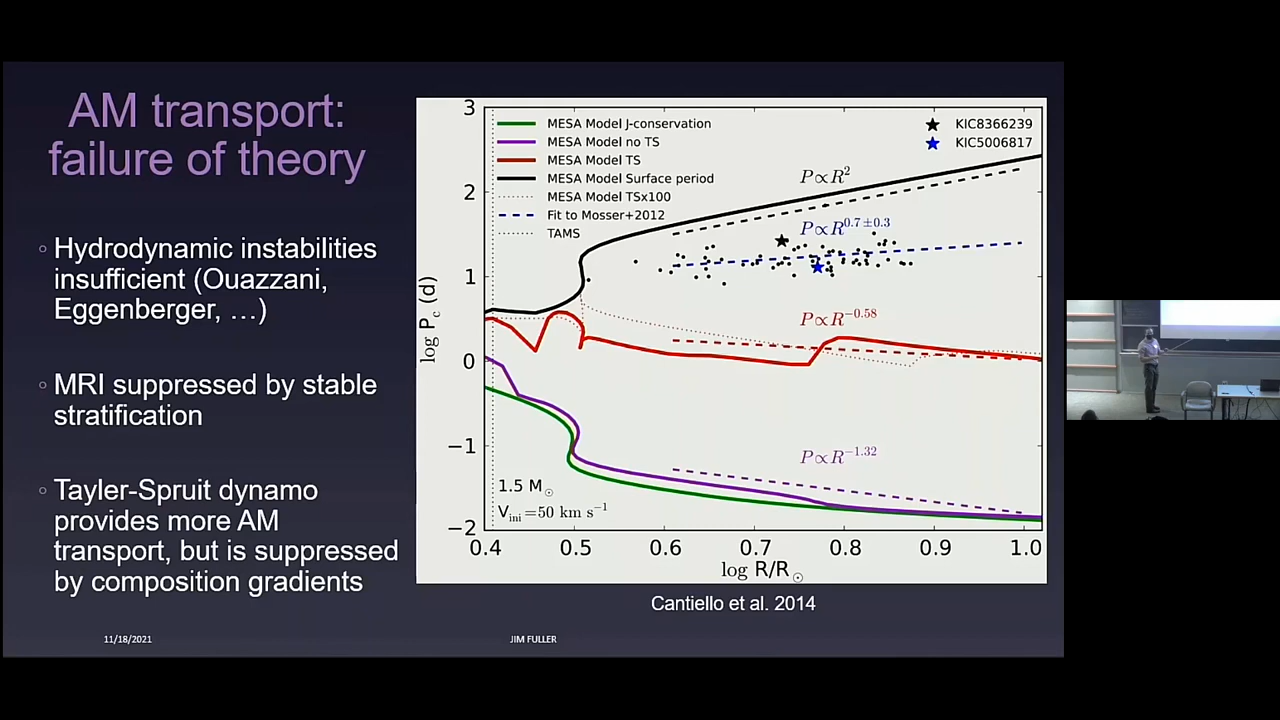 AM transport:
failure of theory
◦ Hydrodynamic instabilities
insufficient (Ouazzani,
Eggenberger, …)
◦ MRI suppressed by stable
stratification
◦ Tayler-Spruit dynamo
provides more AM
transport, but is suppressed
by composition gradients
MESA Model J-conservation
MESA Model no TS
MESA Model TS
MESA Model Surface period
MESA Model TSx100
Fit to Mosser+2012
TAMS
KIC8366239
KIC5006817
P∝R^2
P∝R^{0.7±0.3}
P∝R^{−0.58}
P∝R^{−1.32}
1.5 M_⊙
V_ini=50 km s^{−1}
log P_c (d)
3
2
1
0
−1
−2
0.4 0.5 0.6 0.7 0.8 0.9 1.0
log R/R_⊙
Cantiello et al. 2014
11/18/2021
JIM FULLER